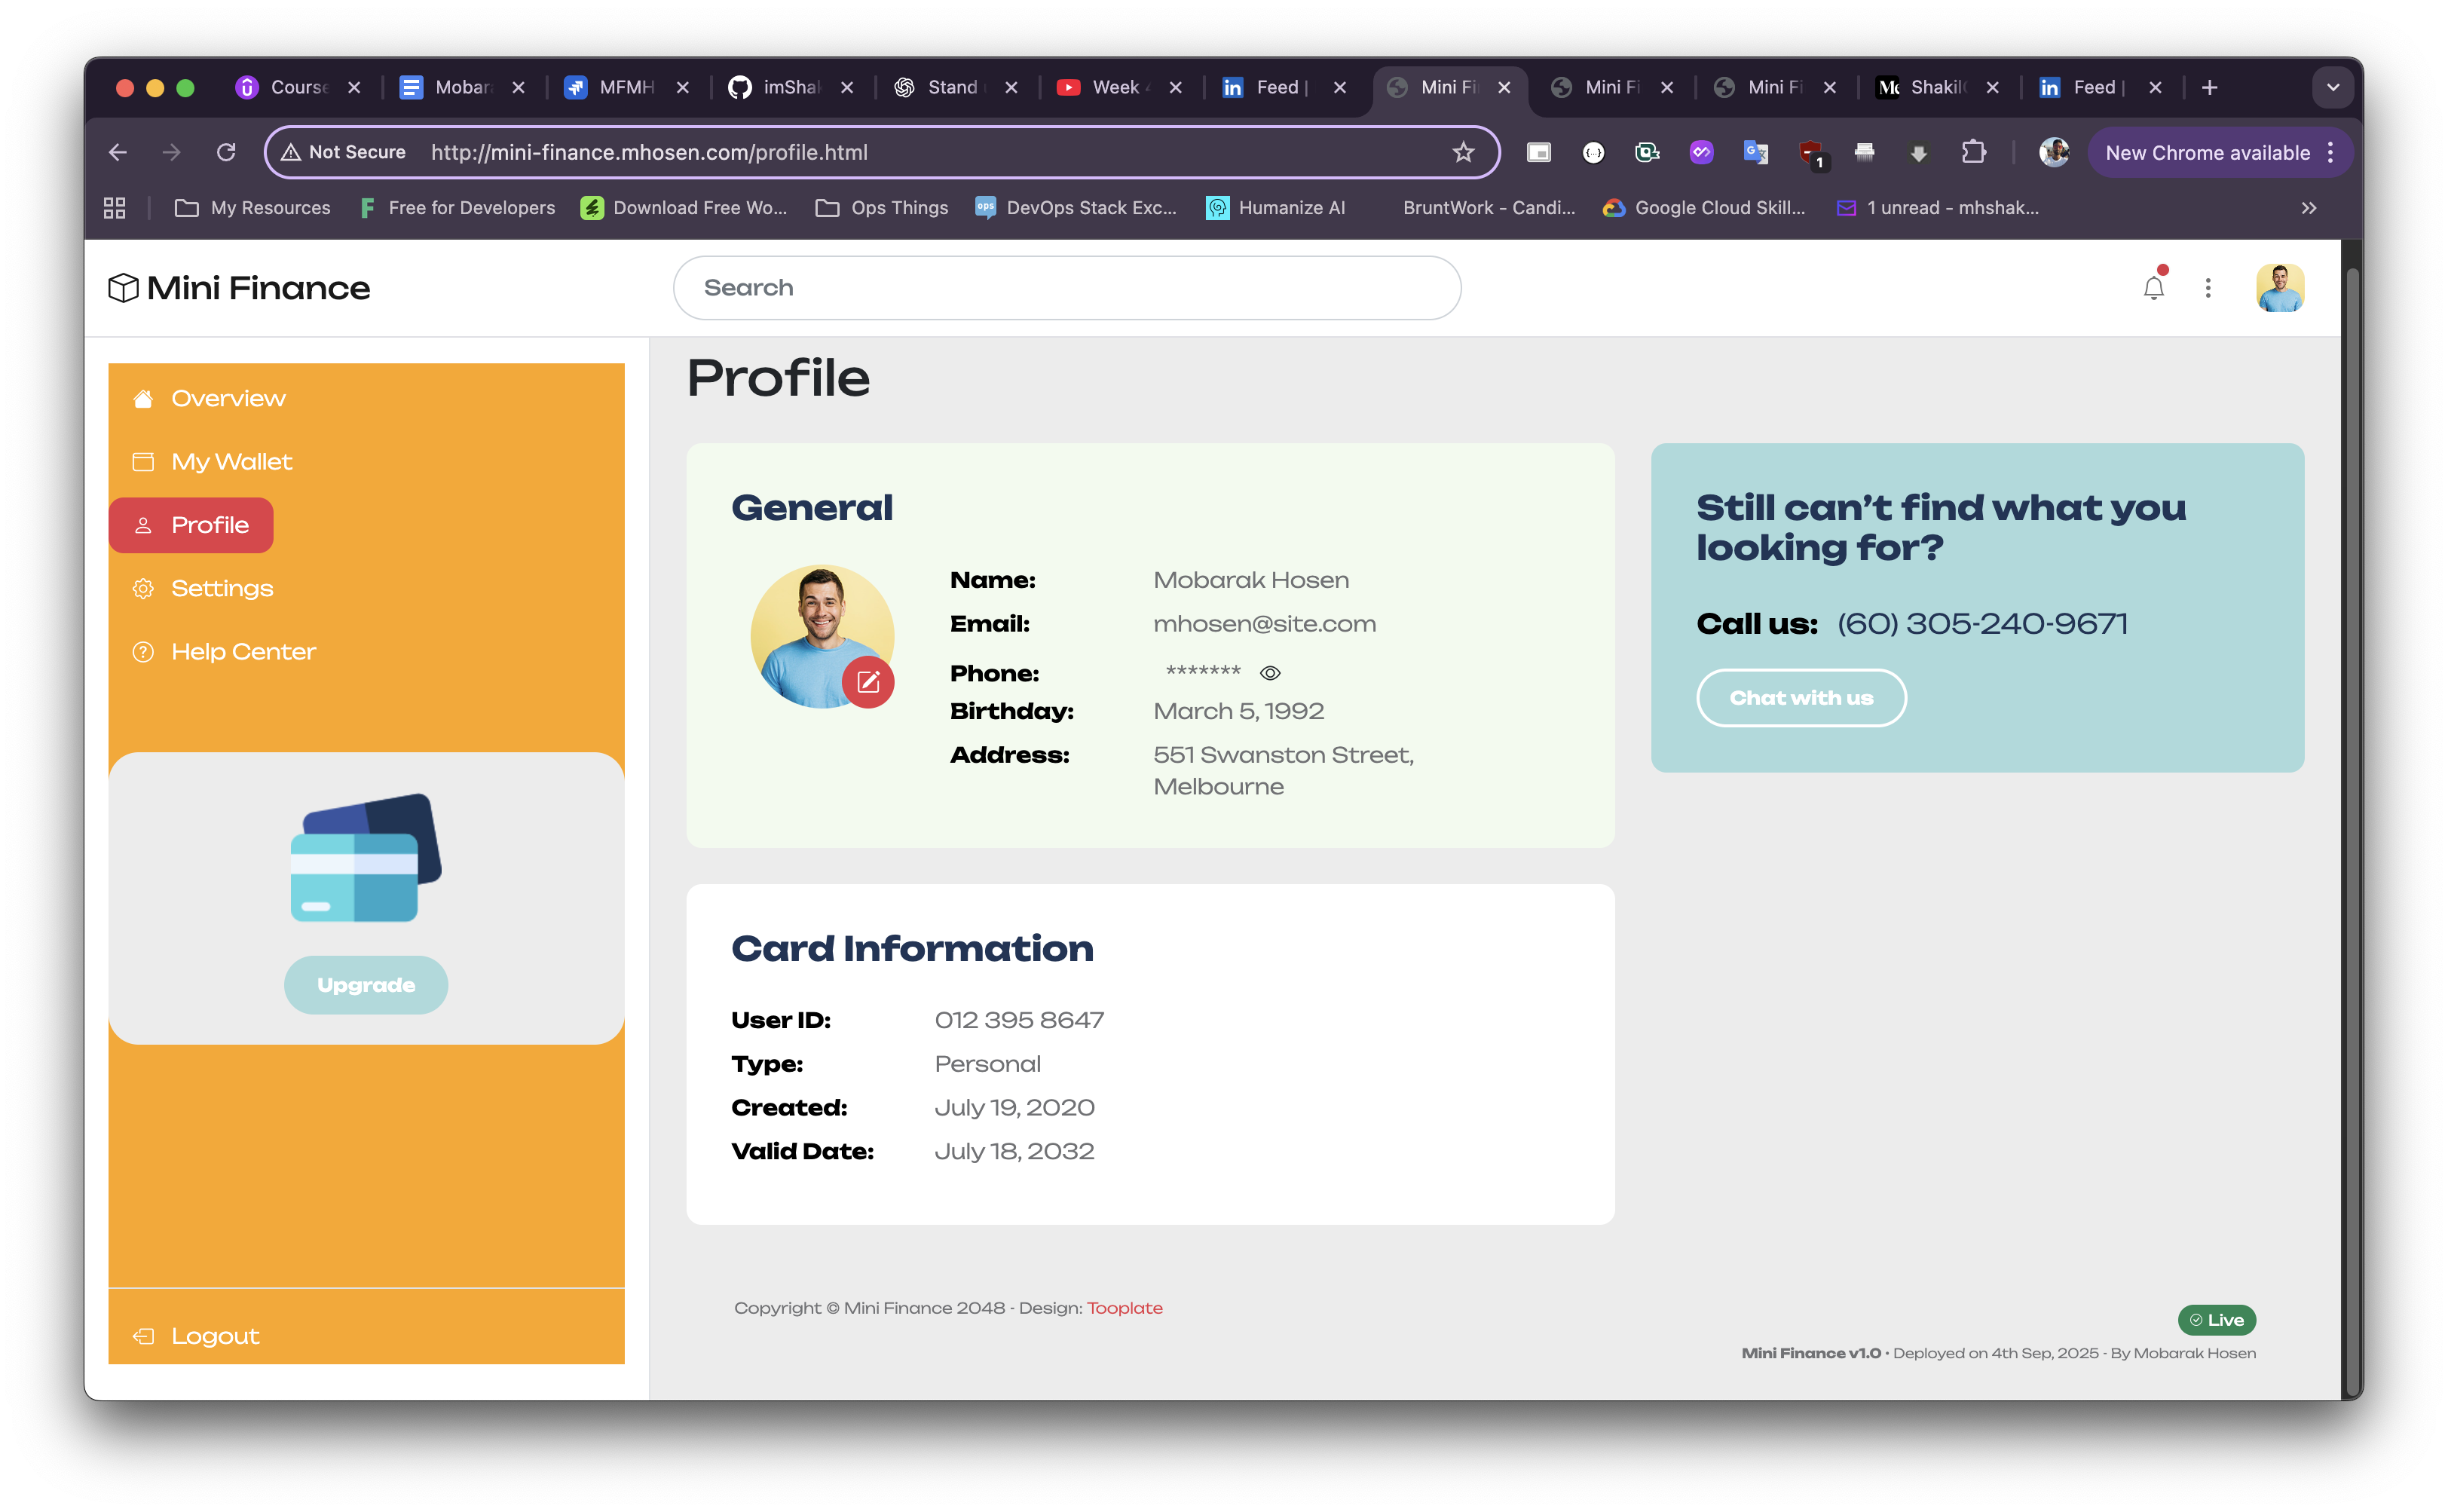 Course
Mobara
MFMH
imShak
Stand u
Week 4
Feed |
Mini Fi
Mini Fi
Mini Fi
Shakil
Feed |
Not Secure
http://mini-finance.mhosen.com/profile.html
1
New Chrome available
My Resources
Free for Developers
Download Free Wo...
Ops Things
ops
DevOps Stack Exc...
Humanize AI
BruntWork - Candi...
Google Cloud Skill...
1 unread - mhshak...
Mini Finance
Search
Overview
My Wallet
Profile
Settings
Help Center
Upgrade
Logout
Profile
General
Name: Mobarak Hosen
Email: mhosen@site.com
Phone: *******
Birthday: March 5, 1992
Address: 551 Swanston Street,
Melbourne
Still can’t find what you
looking for?
Call us: (60) 305-240-9671
Chat with us
Card Information
User ID: 012 395 8647
Type: Personal
Created: July 19, 2020
Valid Date: July 18, 2032
Copyright © Mini Finance 2048 - Design: Tooplate
Live
Mini Finance v1.0 • Deployed on 4th Sep, 2025 - By Mobarak Hosen